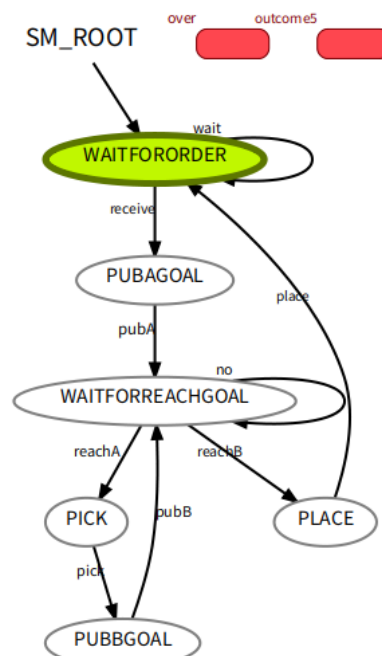 over
outcome5
SM_ROOT
wait
WAITFORORDER
receive
PUBAGOAL
place
pubA
no
WAITFORREACHGOAL
reachA
reachB
PICK
pubB
PLACE
pick
PUBBGOAL